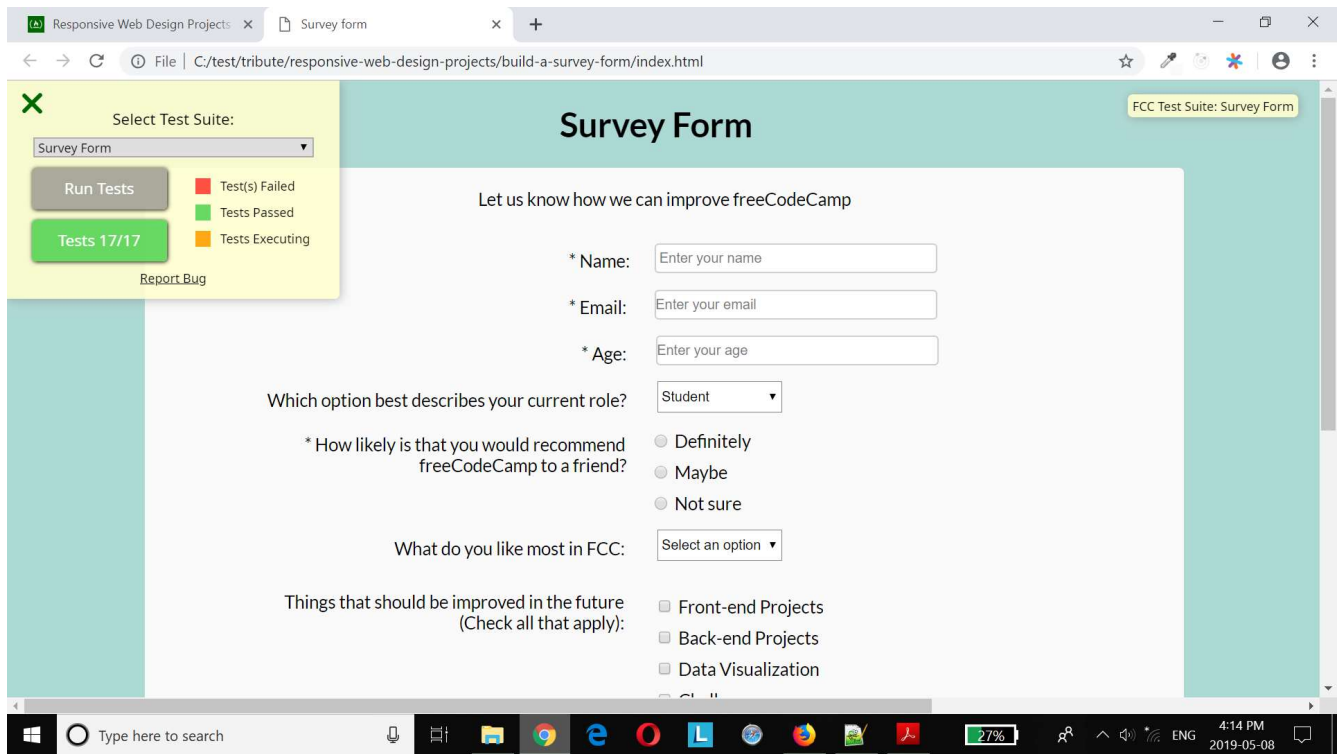 Responsive Web Design Projects
Survey form
File | C:/test/tribute/responsive-web-design-projects/build-a-survey-form/index.html
Select Test Suite:
Survey Form
Run Tests
Test(s) Failed
Tests Passed
Tests 17/17
Tests Executing
Report Bug
Survey Form
FCC Test Suite: Survey Form
Let us know how we can improve freeCodeCamp
* Name: Enter your name
* Email: Enter your email
* Age: Enter your age
Which option best describes your current role? Student
* How likely is that you would recommend
freeCodeCamp to a friend?
Definitely
Maybe
Not sure
What do you like most in FCC: Select an option
Things that should be improved in the future
(Check all that apply):
Front-end Projects
Back-end Projects
Data Visualization
Type here to search
L
27%
ENG
4:14 PM
2019-05-08